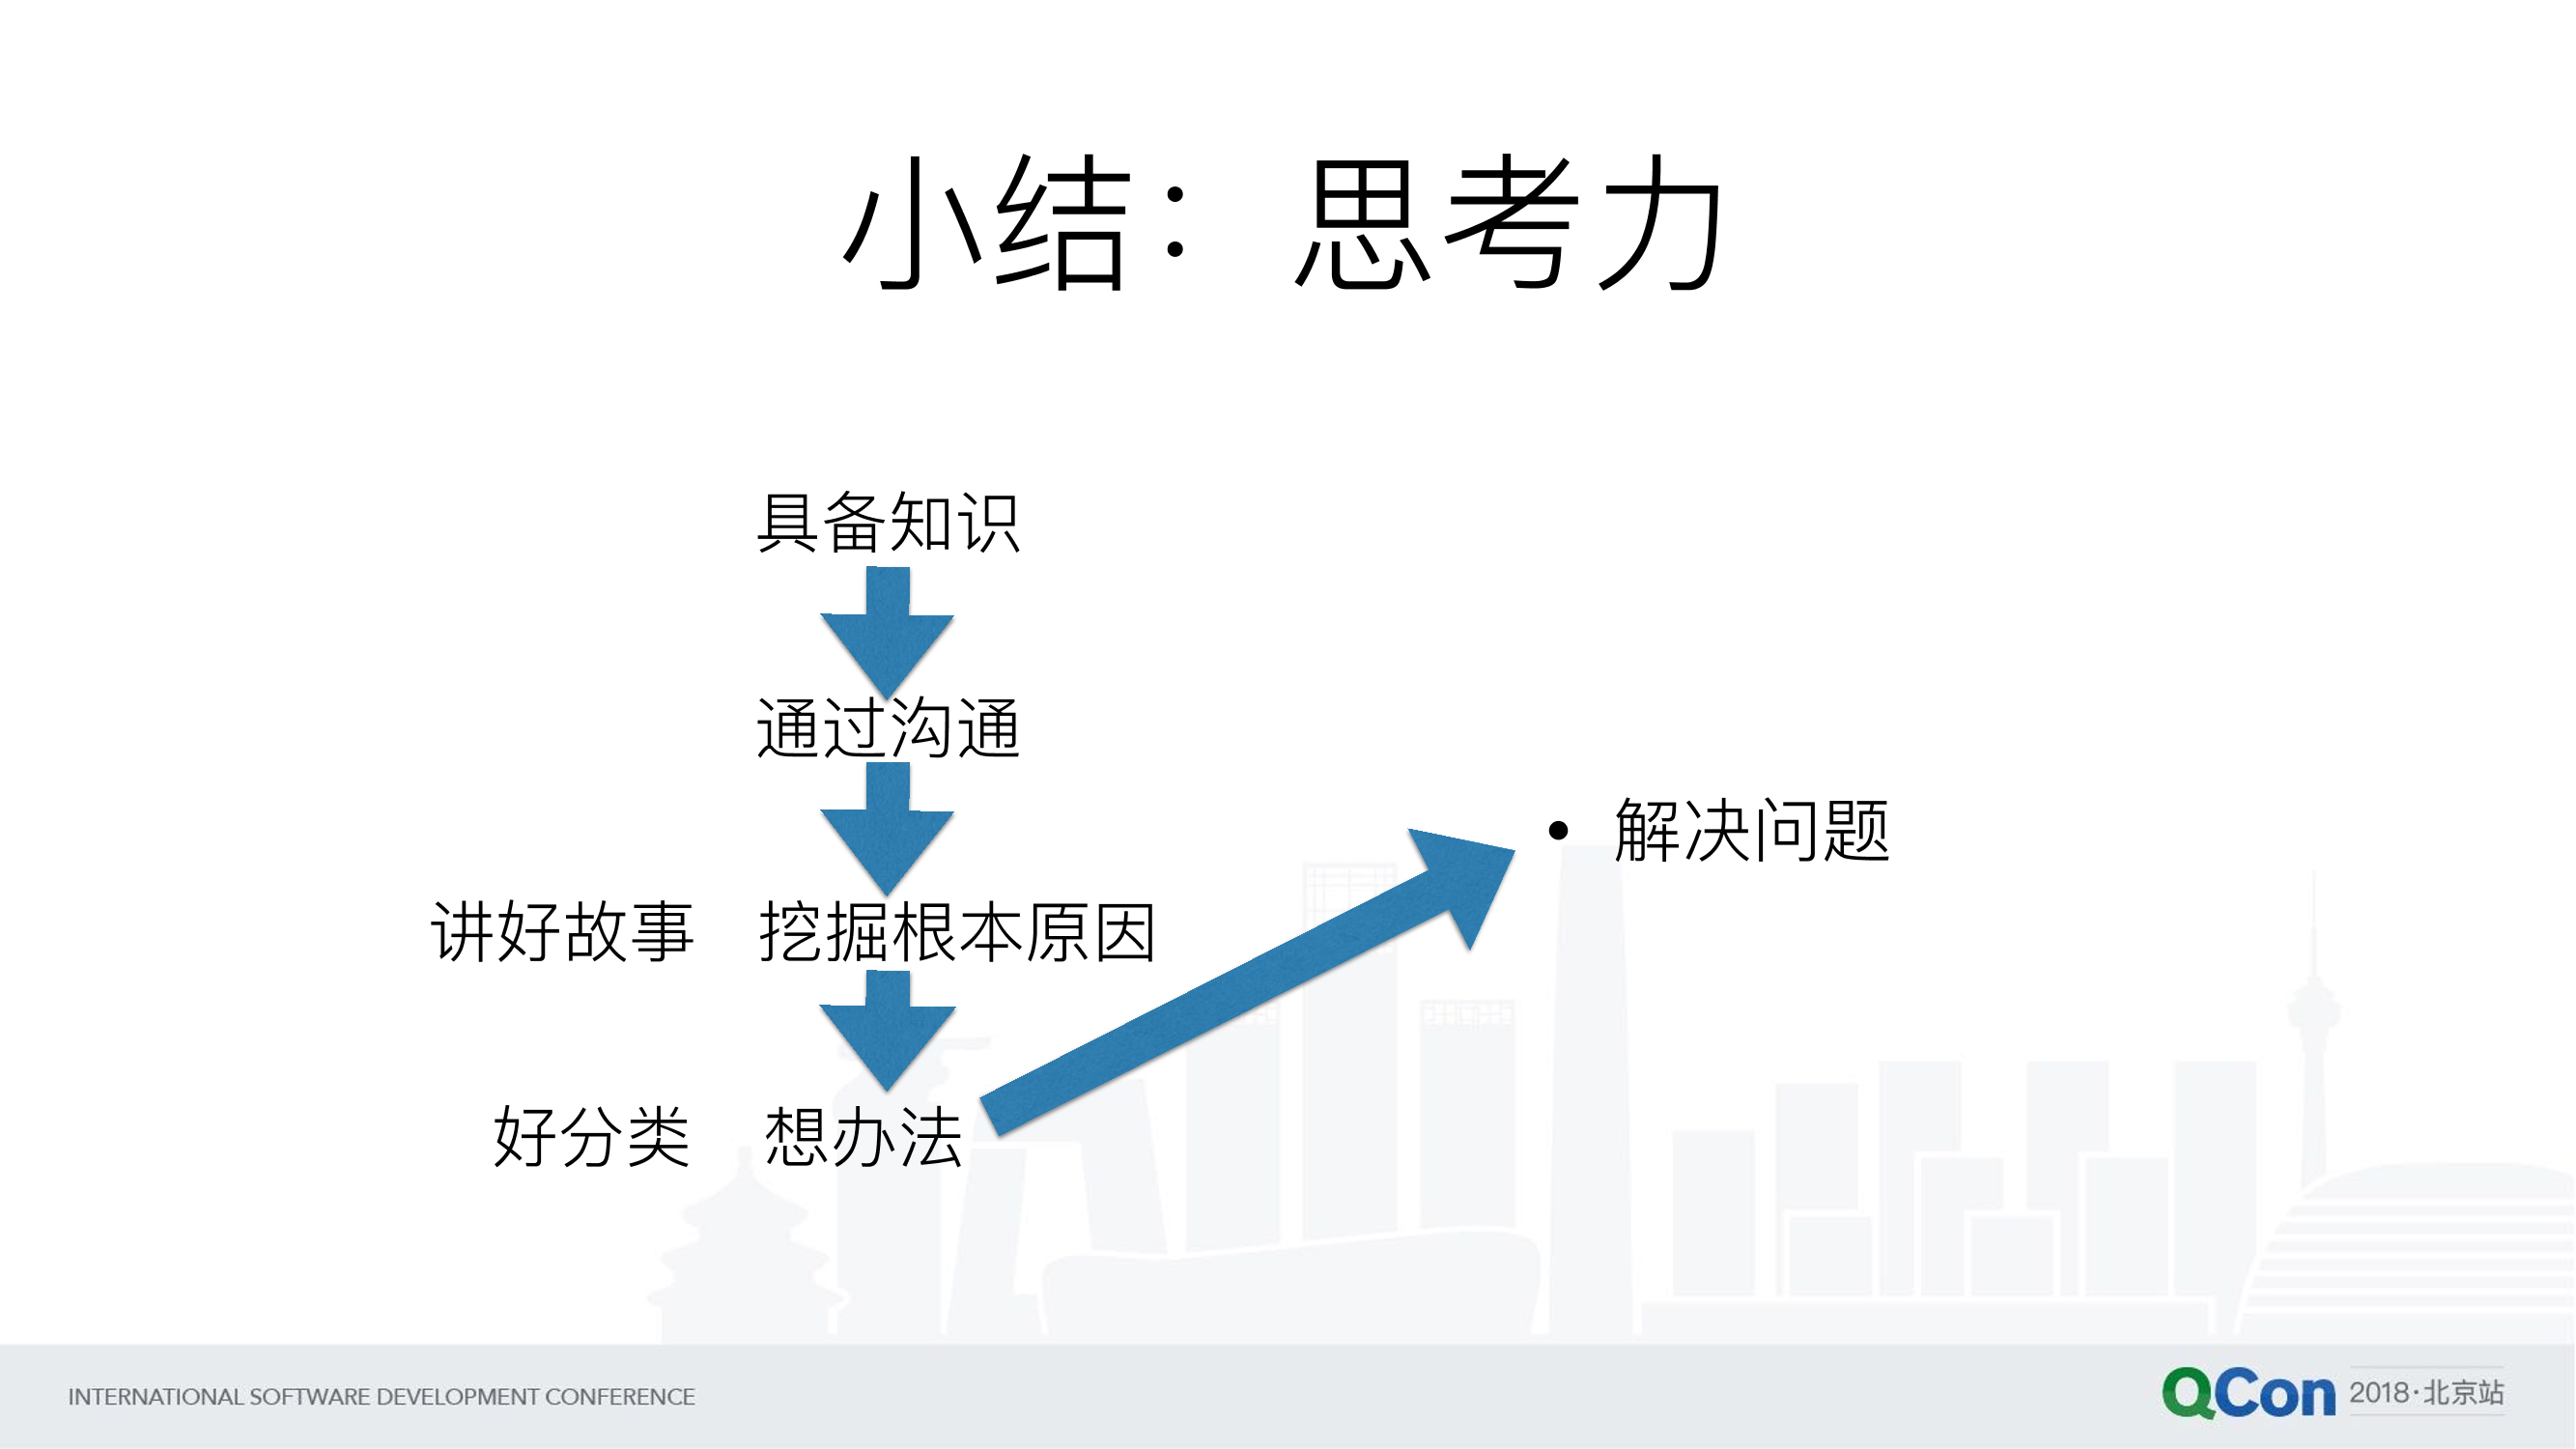 小结：思考力
具备知识
通过沟通
讲好故事 挖掘根本原因
好分类 想办法
• 解决问题
INTERNATIONAL SOFTWARE DEVELOPMENT CONFERENCE
QCon 2018·北京站